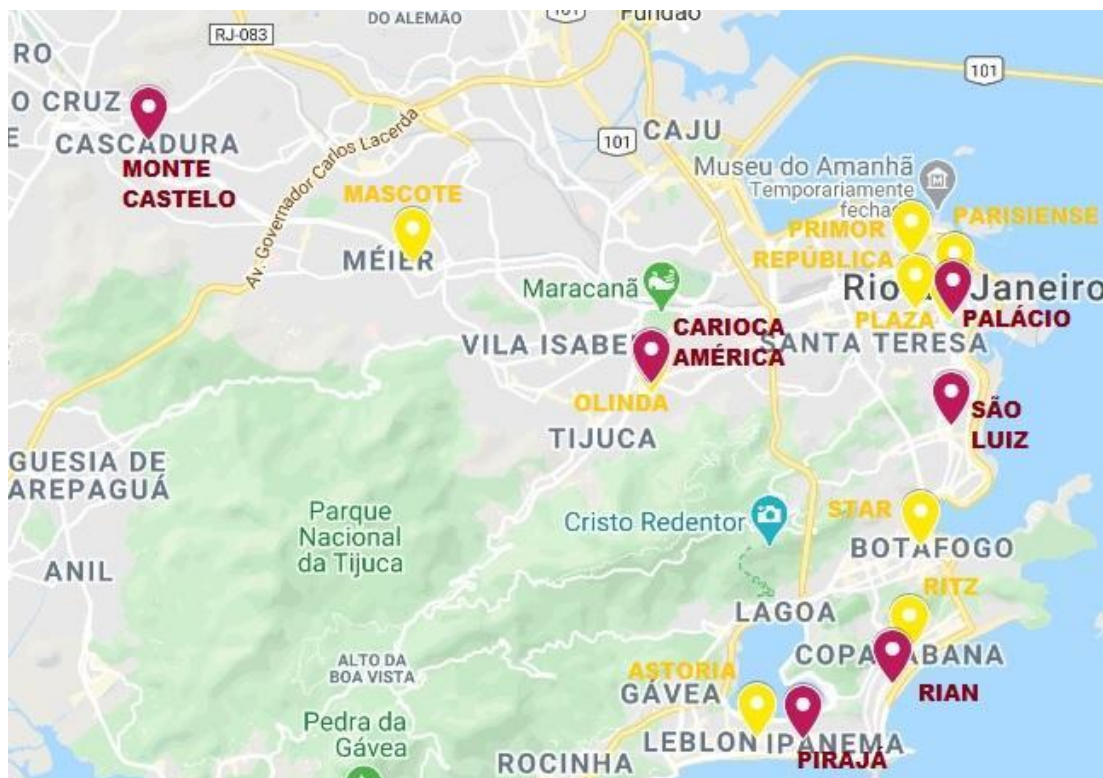 DO ALEMÃO
Fundão
RJ-083
RO
101
O CRUZ
E
CASCADURA
MONTE
CASTELO
Av. Governador Carlos Lacerda
101
CAJU
Museu do Amanhã
Temporariamente
fechad
MASCOTE
MÉIER
PRIMOR
PARISIENSE
REPÚBLICA
Rio
Janeiro
Maracanã
PLAZA
PALÁCIO
CARIOCA
AMÉRICA
VILA ISABE
SANTA TERESA
OLINDA
TIJUCA
SÃO
LUIZ
GUESIA DE
AREPAGUÁ
Parque
Nacional
da Tijuca
Cristo Redentor
STAR
BOTAFOGO
ANIL
RITZ
LAGOA
COPA
ABANA
ALTO DA
BOA VISTA
ASTORIA
GÁVEA
RIAN
Pedra da
Gávea
LEBLON
IPANEMA
ROCINHA
PIRAJÁ